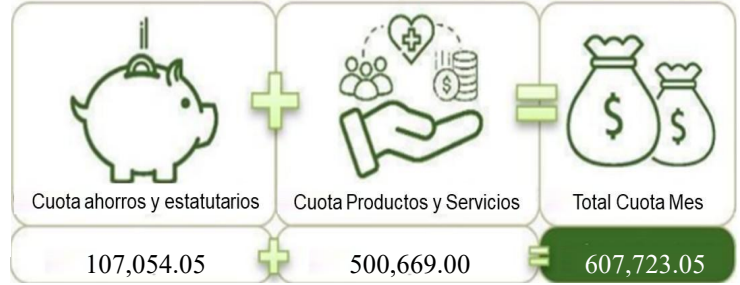 Cuota ahorros y estatutarios
Cuota Productos y Servicios
Total Cuota Mes
107,054.05
500,669.00
607,723.05